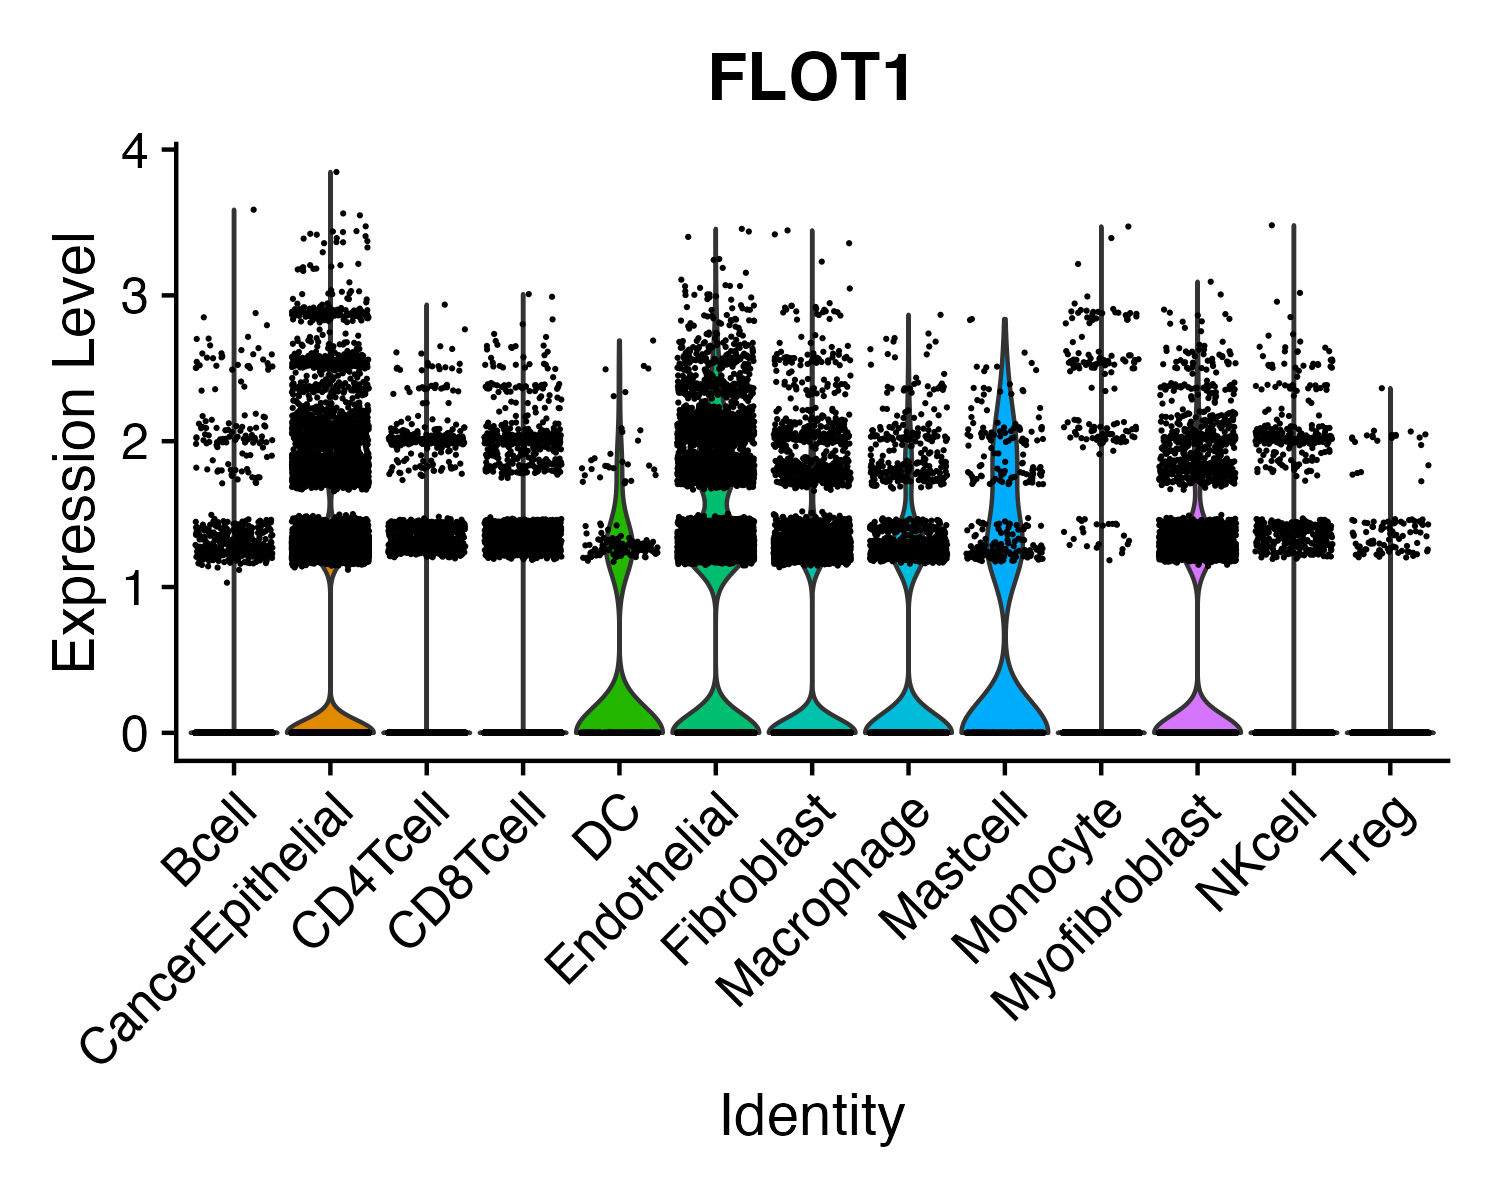 FLOT1
Expression Level
4
3
2
1
0
Bcell
CancerEpithelial
CD4Tcell
CD8Tcell
DC
Endothelial
Fibroblast
Macrophage
Mastcell
Monocyte
Myofibroblast
NKcell
Treg
Identity